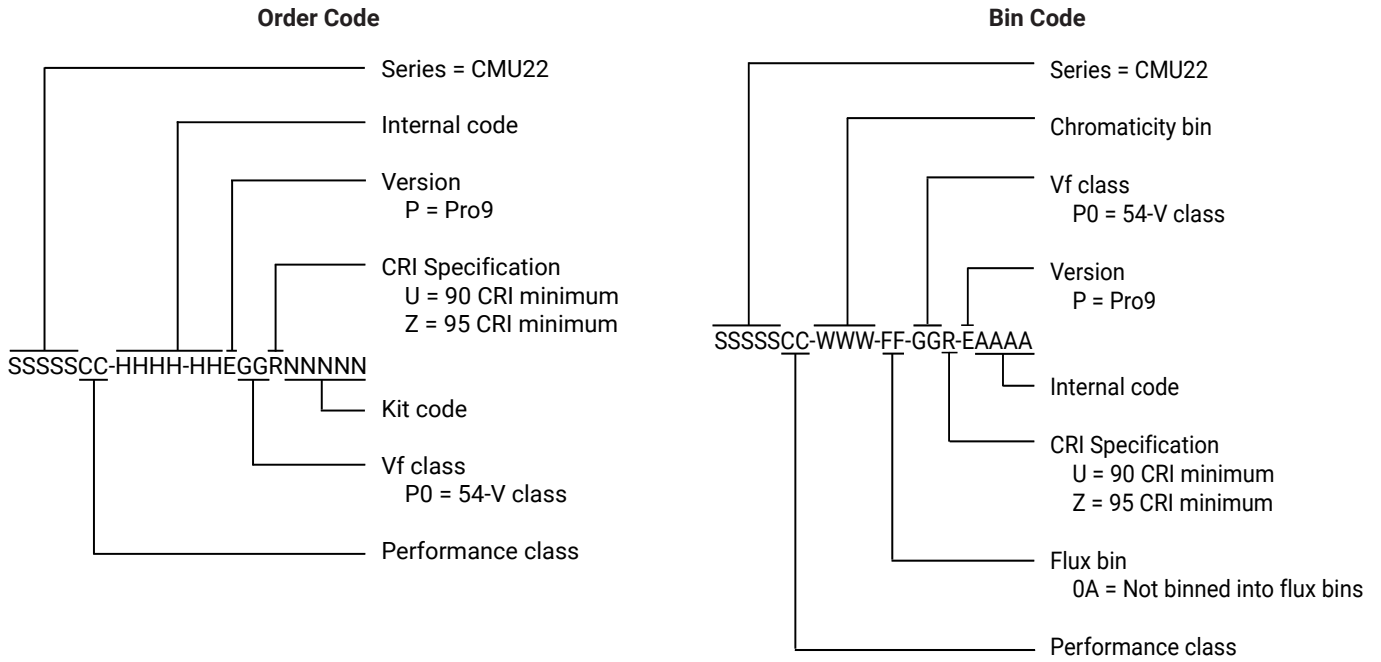 Order Code
Series = CMU22
Internal code
Version
P = Pro9
CRI Specification
U = 90 CRI minimum
Z = 95 CRI minimum
SSSSSCC-HHHH-HHEGGRNNNNN
Kit code
Vf class
P0 = 54-V class
Performance class
Bin Code
Series = CMU22
Chromaticity bin
Vf class
P0 = 54-V class
Version
P = Pro9
SSSSSCC-WWW-FF-GGR-EAAAA
Internal code
CRI Specification
U = 90 CRI minimum
Z = 95 CRI minimum
Flux bin
0A = Not binned into flux bins
Performance class